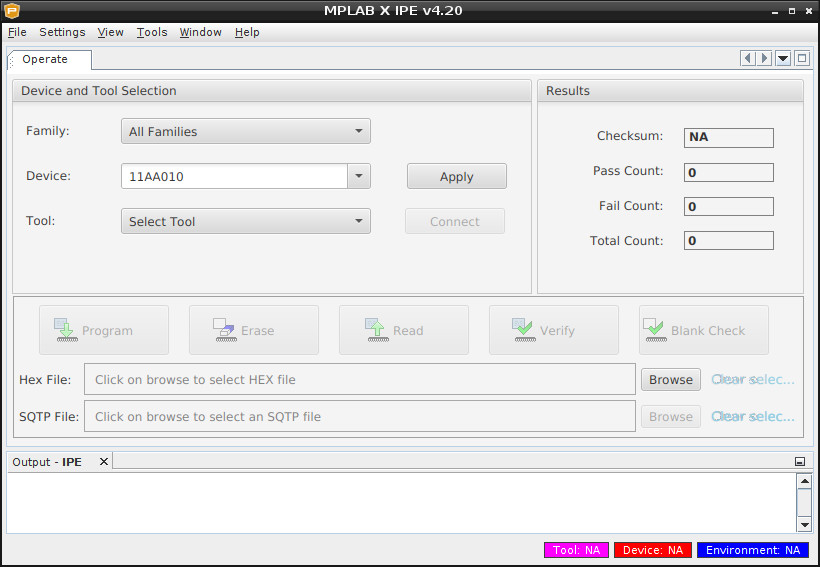 MPLAB X IPE v4.20
File Settings View Tools Window Help
Operate
Device and Tool Selection
Family: All Families
Device: 11AA010 Apply
Tool: Select Tool Connect
Results
Checksum: NA
Pass Count: 0
Fail Count: 0
Total Count: 0
Program Erase Read Verify Blank Check
Hex File: Click on browse to select HEX file Browse Clear selec...
SQTP File: Click on browse to select an SQTP file Browse Clear selec...
Output - IPE
Tool: NA Device: NA Environment: NA